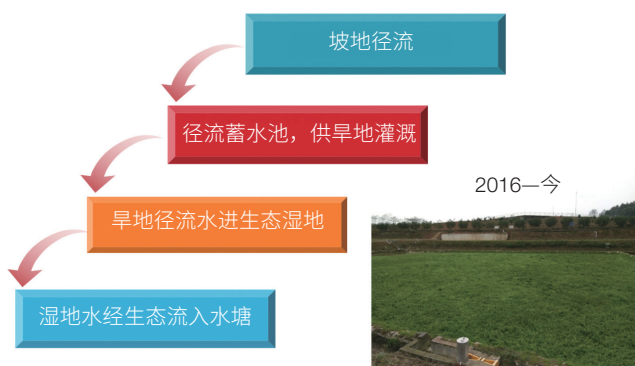 坡地径流
径流蓄水池，供旱地灌溉
2016—今
旱地径流水进生态湿地
湿地水经生态流入水塘